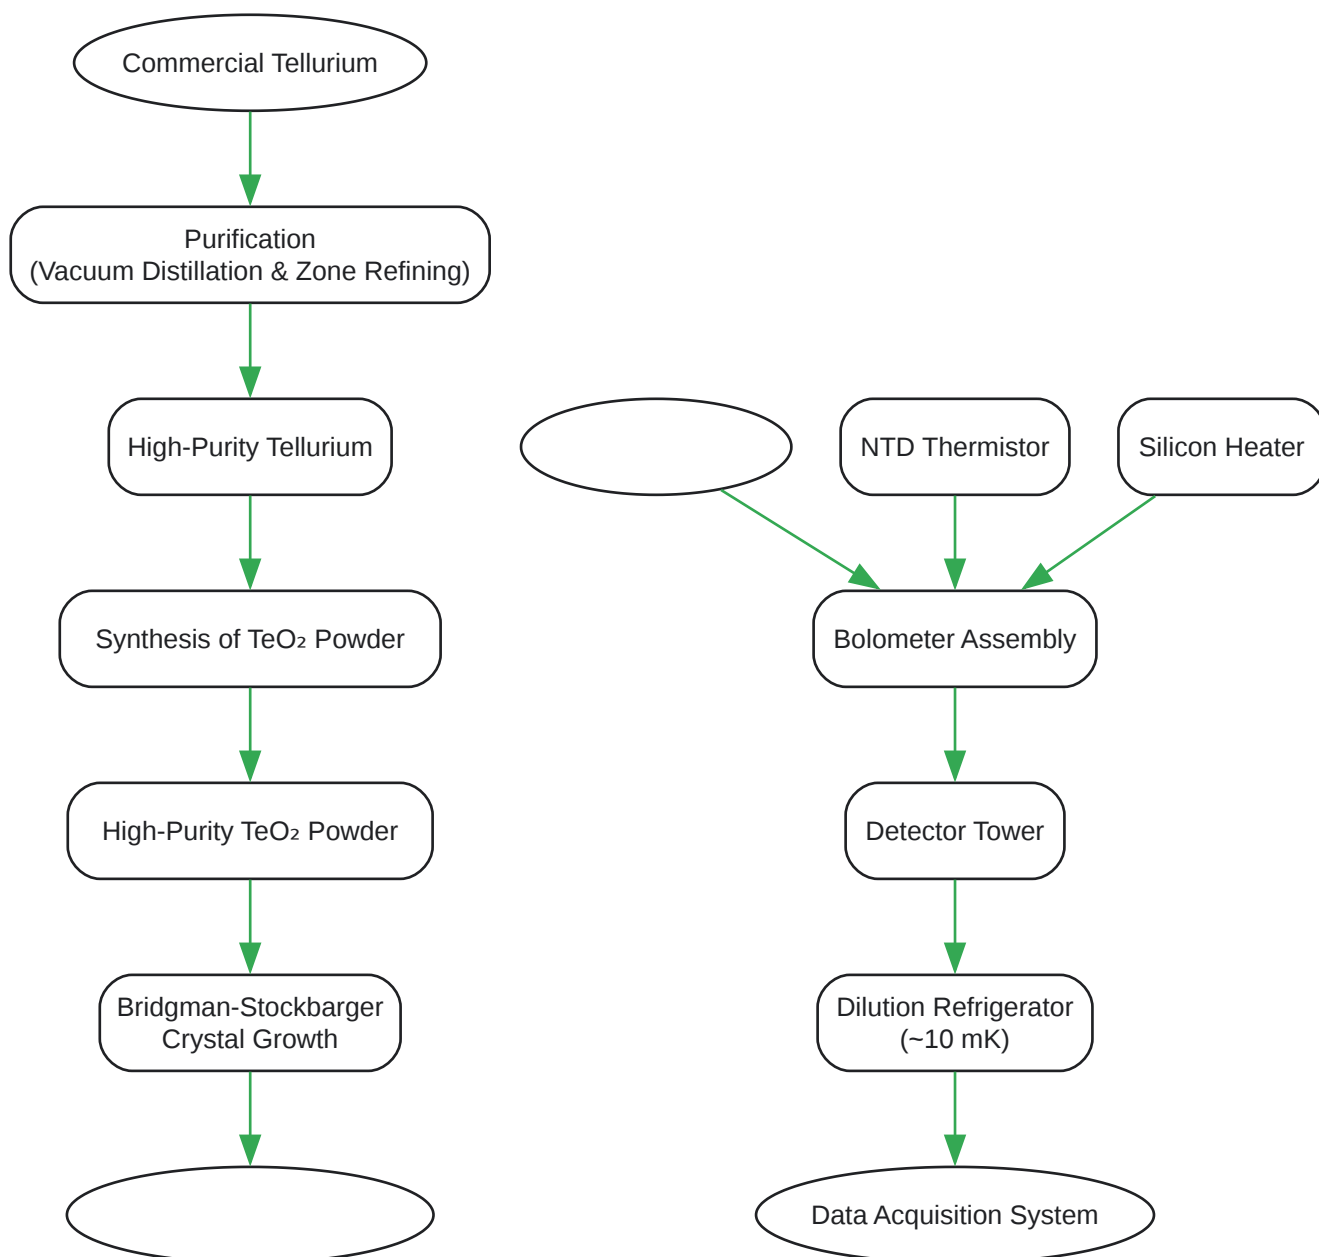 Commercial Tellurium
Purification
(Vacuum Distillation & Zone Refining)
High-Purity Tellurium
Synthesis of TeO₂ Powder
High-Purity TeO₂ Powder
Bridgman-Stockbarger
Crystal Growth
NTD Thermistor
Silicon Heater
Bolometer Assembly
Detector Tower
Dilution Refrigerator
(~10 mK)
Data Acquisition System